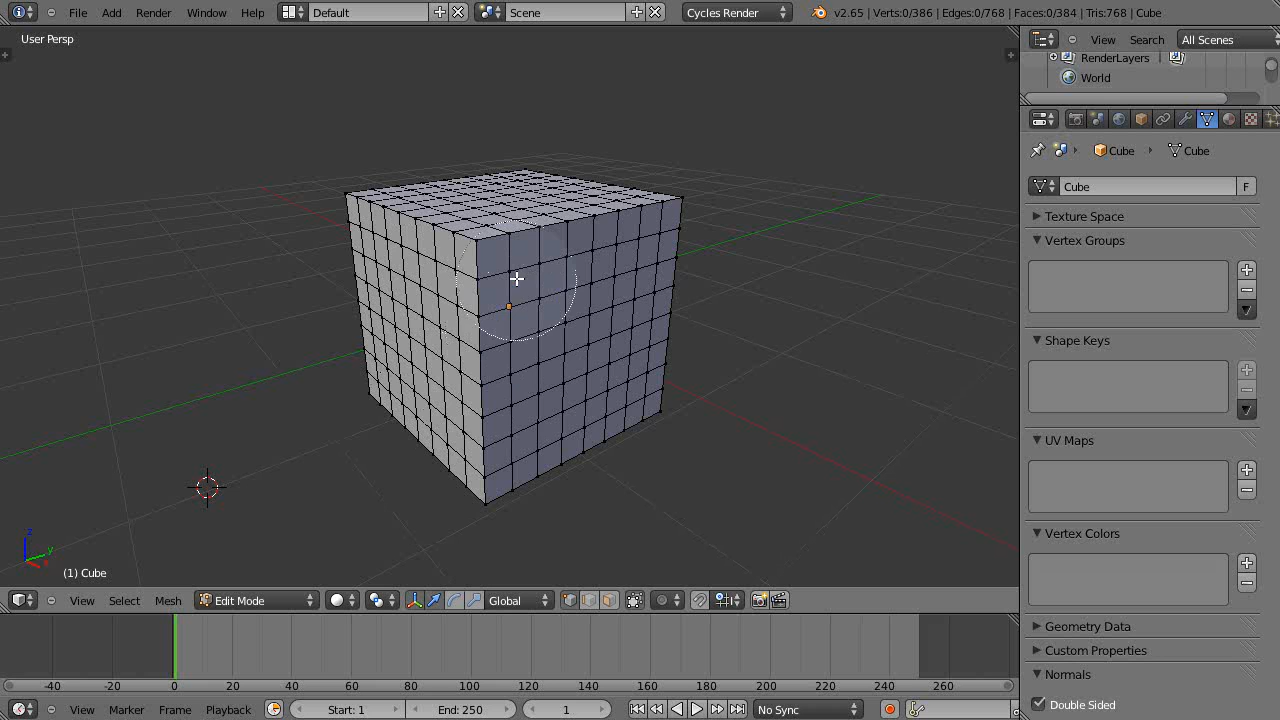 File Add Render Window Help Default Scene Cycles Render v2.65 | Verts:0/386 | Edges:0/768 | Faces:0/384 | Tris:768 | Cube
User Persp
View Search All Scenes
RenderLayers
World
Cube Cube
Cube F
Texture Space
Vertex Groups
Shape Keys
UV Maps
Vertex Colors
Geometry Data
Custom Properties
Normals
Double Sided
z
y
x
(1) Cube
View Select Mesh Edit Mode Global
-40 -20 0 20 40 60 80 100 120 140 160 180 200 220 240 260
View Marker Frame Playback Start: 1 End: 250 1 No Sync